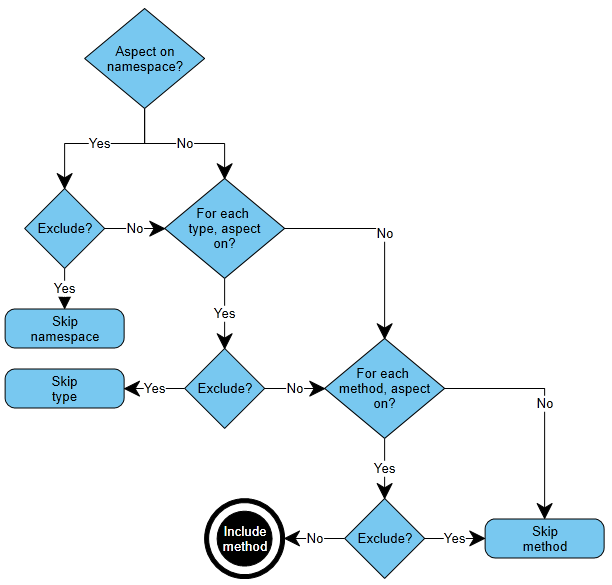 Aspect on
namespace?
Yes
No
Exclude?
No
For each
type, aspect
on?
No
Yes
Skip
namespace
Yes
Skip
type
Yes
Exclude?
No
For each
method, aspect
on?
No
Yes
Include
method
No
Exclude?
Yes
Skip
method